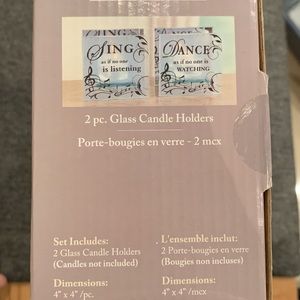 SING
as if no one
is listening
DANCE
as if no one is
WATCHING
2 pc. Glass Candle Holders
Porte-bougies en verre - 2 mcx
Set Includes:
2 Glass Candle Holders
(Candles not included)
Dimensions:
4" x 4" /pc.
L'ensemble inclut:
2 Porte-bougies en verre
(Bougies non incluses)
Dimensions:
4" x 4" /mcx